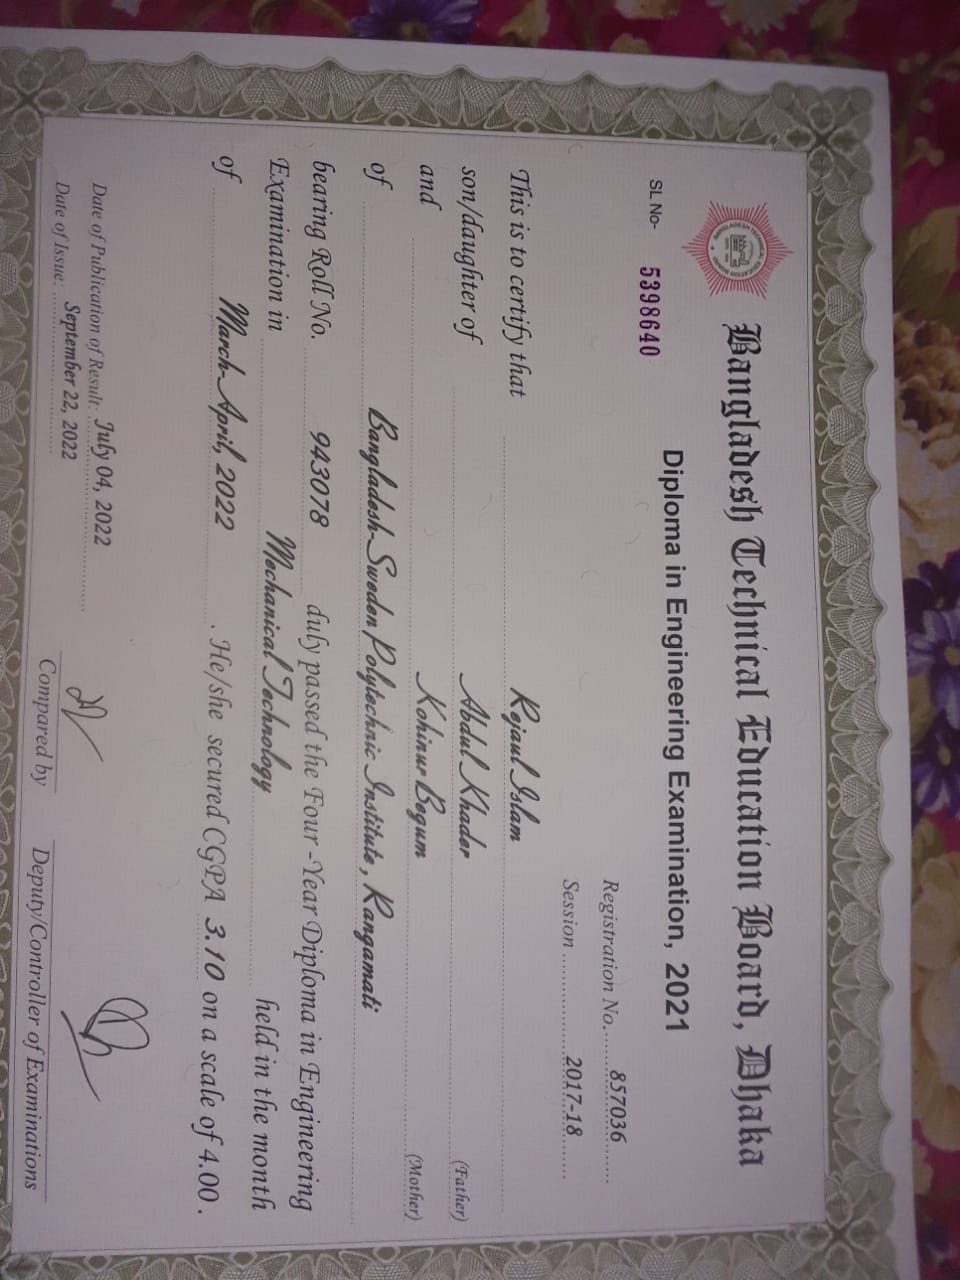 Bangladesh Technical Education Board, Dhaka
Diploma in Engineering Examination, 2021
SL No- 5398640
Registration No. 857036
Session 2017-18
This is to certify that Rejaul Islam
son/daughter of Abdul Khader (Father)
and Kohinur Begum (Mother)
of Bangladesh-Sweden Polytechnic Institute, Rangamati
bearing Roll No. 943078 duly passed the Four -Year Diploma in Engineering
Examination in Mechanical Technology held in the month
of March-April, 2022 . He/she secured CGPA 3.10 on a scale of 4.00 .
Date of Publication of Result: July 04, 2022
Date of Issue: September 22, 2022
Compared by
Deputy/Controller of Examinations